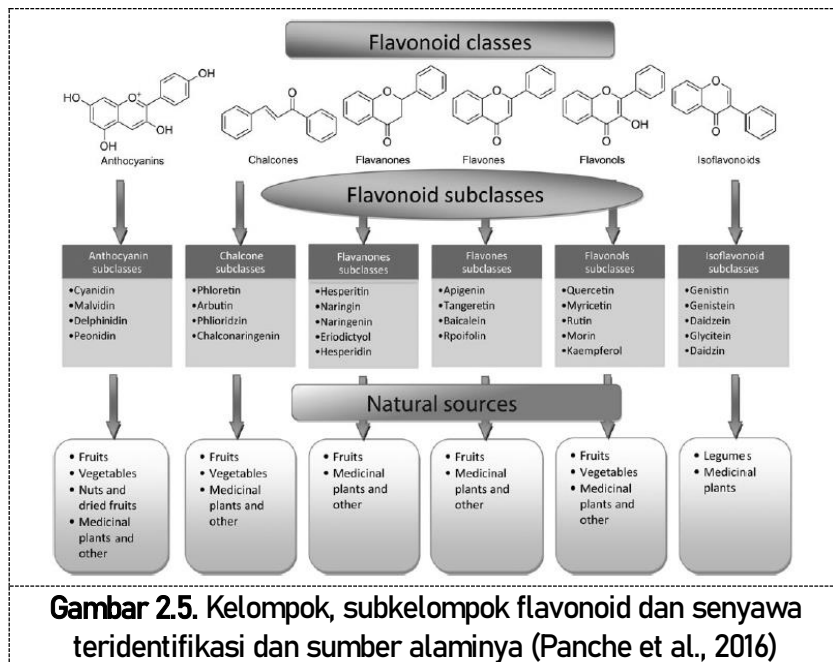 Flavonoid classes
OH
HO
O+
OH
OH
O
O
O
O
O
O
OH
O
O
O
Anthocyanins
Chalcones
Flavanones
Flavones
Flavonols
Isoflavonoids
Flavonoid subclasses
Anthocyanin
subclasses
•Cyanidin
•Malvidin
•Delphinidin
•Peonidin
Chalcone
subclasses
•Phloretin
•Arbutin
•Phlioridzin
•Chalconaringenin
Flavanones
subclasses
•Hesperitin
•Naringin
•Naringenin
•Eriodictyol
•Hesperidin
Flavones
subclasses
•Apigenin
•Tangeretin
•Baicalein
•Rpoifolin
Flavonols
subclasses
•Quercetin
•Myricetin
•Rutin
•Morin
•Kaempferol
Isoflavonoid
subclasses
•Genistin
•Genistein
•Daidzein
•Glycitein
•Daidzin
Natural sources
• Fruits
• Vegetables
• Nuts and
dried fruits
• Medicinal
plants and
other
• Fruits
• Vegetables
• Medicinal
plants and
other
• Fruits
• Medicinal
plants and
other
• Fruits
• Medicinal
plants and
other
• Fruits
• Vegetables
• Medicinal
plants and
other
• Legumes
• Medicinal
plants
Gambar 2.5. Kelompok, subkelompok flavonoid dan senyawa
teridentifikasi dan sumber alaminya (Panche et al., 2016)